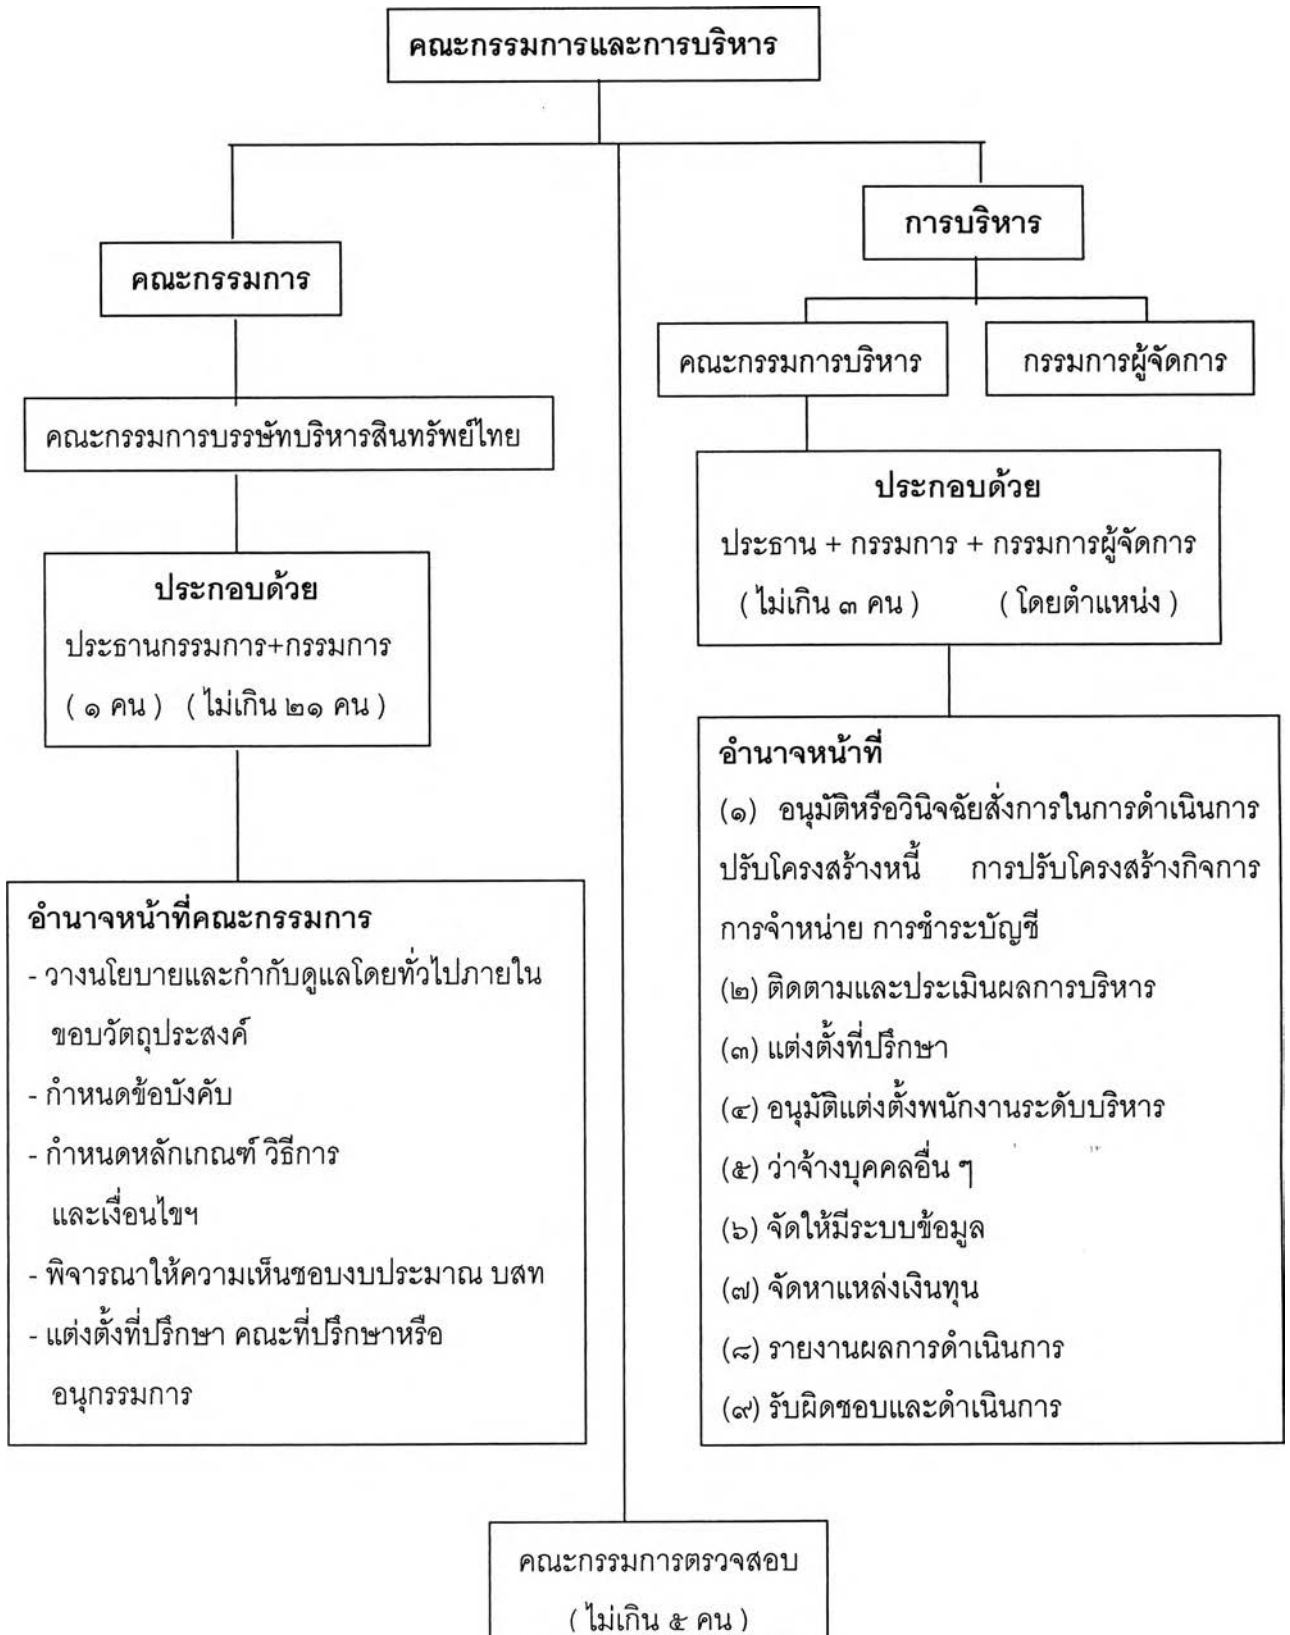 คณะกรรมการและการบริหาร
คณะกรรมการ
คณะกรรมการบรรษัทบริหารสินทรัพย์ไทย
ประกอบด้วย
ประธานกรรมการ+กรรมการ
( ๑ คน ) ( ไม่เกิน ๒๑ คน )
อำนาจหน้าที่คณะกรรมการ
- วางนโยบายและกำกับดูแลโดยทั่วไปภายใน
ขอบวัตถุประสงค์
- กำหนดข้อบังคับ
- กำหนดหลักเกณฑ์ วิธีการ
และเงื่อนไขฯ
- พิจารณาให้ความเห็นชอบงบประมาณ บสท
- แต่งตั้งที่ปรึกษา คณะที่ปรึกษาหรือ
อนุกรรมการ
การบริหาร
คณะกรรมการบริหาร
กรรมการผู้จัดการ
ประกอบด้วย
ประธาน + กรรมการ + กรรมการผู้จัดการ
( ไม่เกิน ๓ คน ) ( โดยตำแหน่ง )
อำนาจหน้าที่
(๑) อนุมัติหรือวินิจฉัยสั่งการในการดำเนินการ
ปรับโครงสร้างหนี้ การปรับโครงสร้างกิจการ
การจำหน่าย การชำระบัญชี
(๒) ติดตามและประเมินผลการบริหาร
(๓) แต่งตั้งที่ปรึกษา
(๔) อนุมัติแต่งตั้งพนักงานระดับบริหาร
(๕) ว่าจ้างบุคคลอื่น ๆ
(๖) จัดให้มีระบบข้อมูล
(๗) จัดหาแหล่งเงินทุน
(๘) รายงานผลการดำเนินการ
(๙) รับผิดชอบและดำเนินการ
คณะกรรมการตรวจสอบ
( ไม่เกิน ๕ คน )